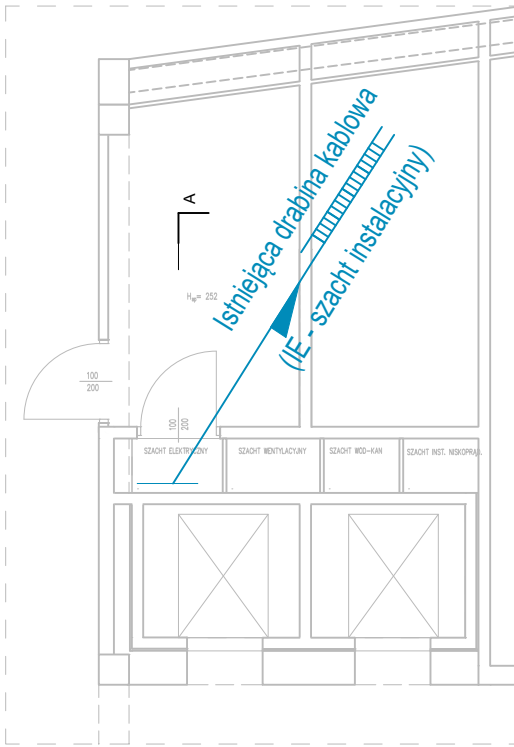 Istniejąca drabina kablowa
(IE - szacht instalacyjny)
A
100
200
100
200
SZACHT ELEKTRYCZNY
SZACHT WENTYLACYJNY
SZACHT WOD-KAN
SZACHT INST. NISKOPRĄD.